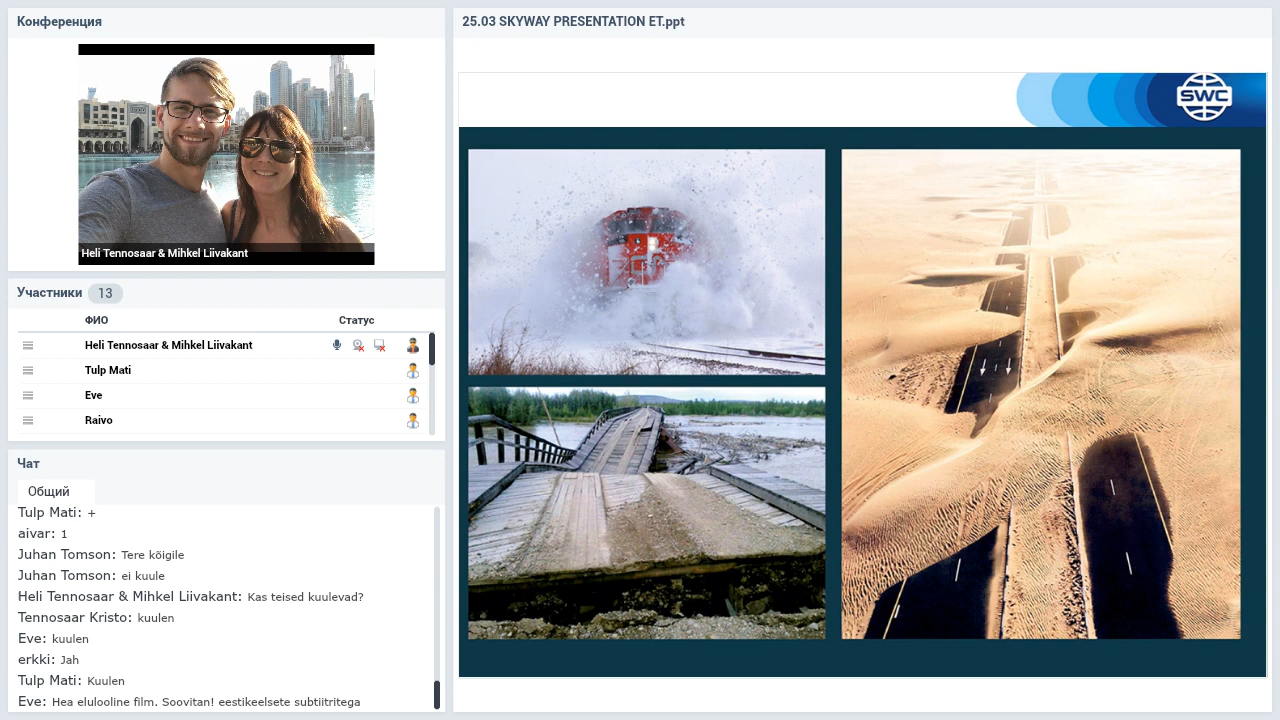 Конференция
Heli Tennosaar & Mihkel Liivakant
Участники 13
ФИО Статус
Heli Tennosaar & Mihkel Liivakant
Tulp Mati
Eve
Raivo
Чат
Общий
Tulp Mati: +
aivar: 1
Juhan Tomson: Tere kõigile
Juhan Tomson: ei kuule
Heli Tennosaar & Mihkel Liivakant: Kas teised kuulevad?
Tennosaar Kristo: kuulen
Eve: kuulen
erkki: Jah
Tulp Mati: Kuulen
Eve: Hea elulooline film. Soovitan! eestikeelsete subtiitritega
25.03 SKYWAY PRESENTATION ET.ppt
SWC